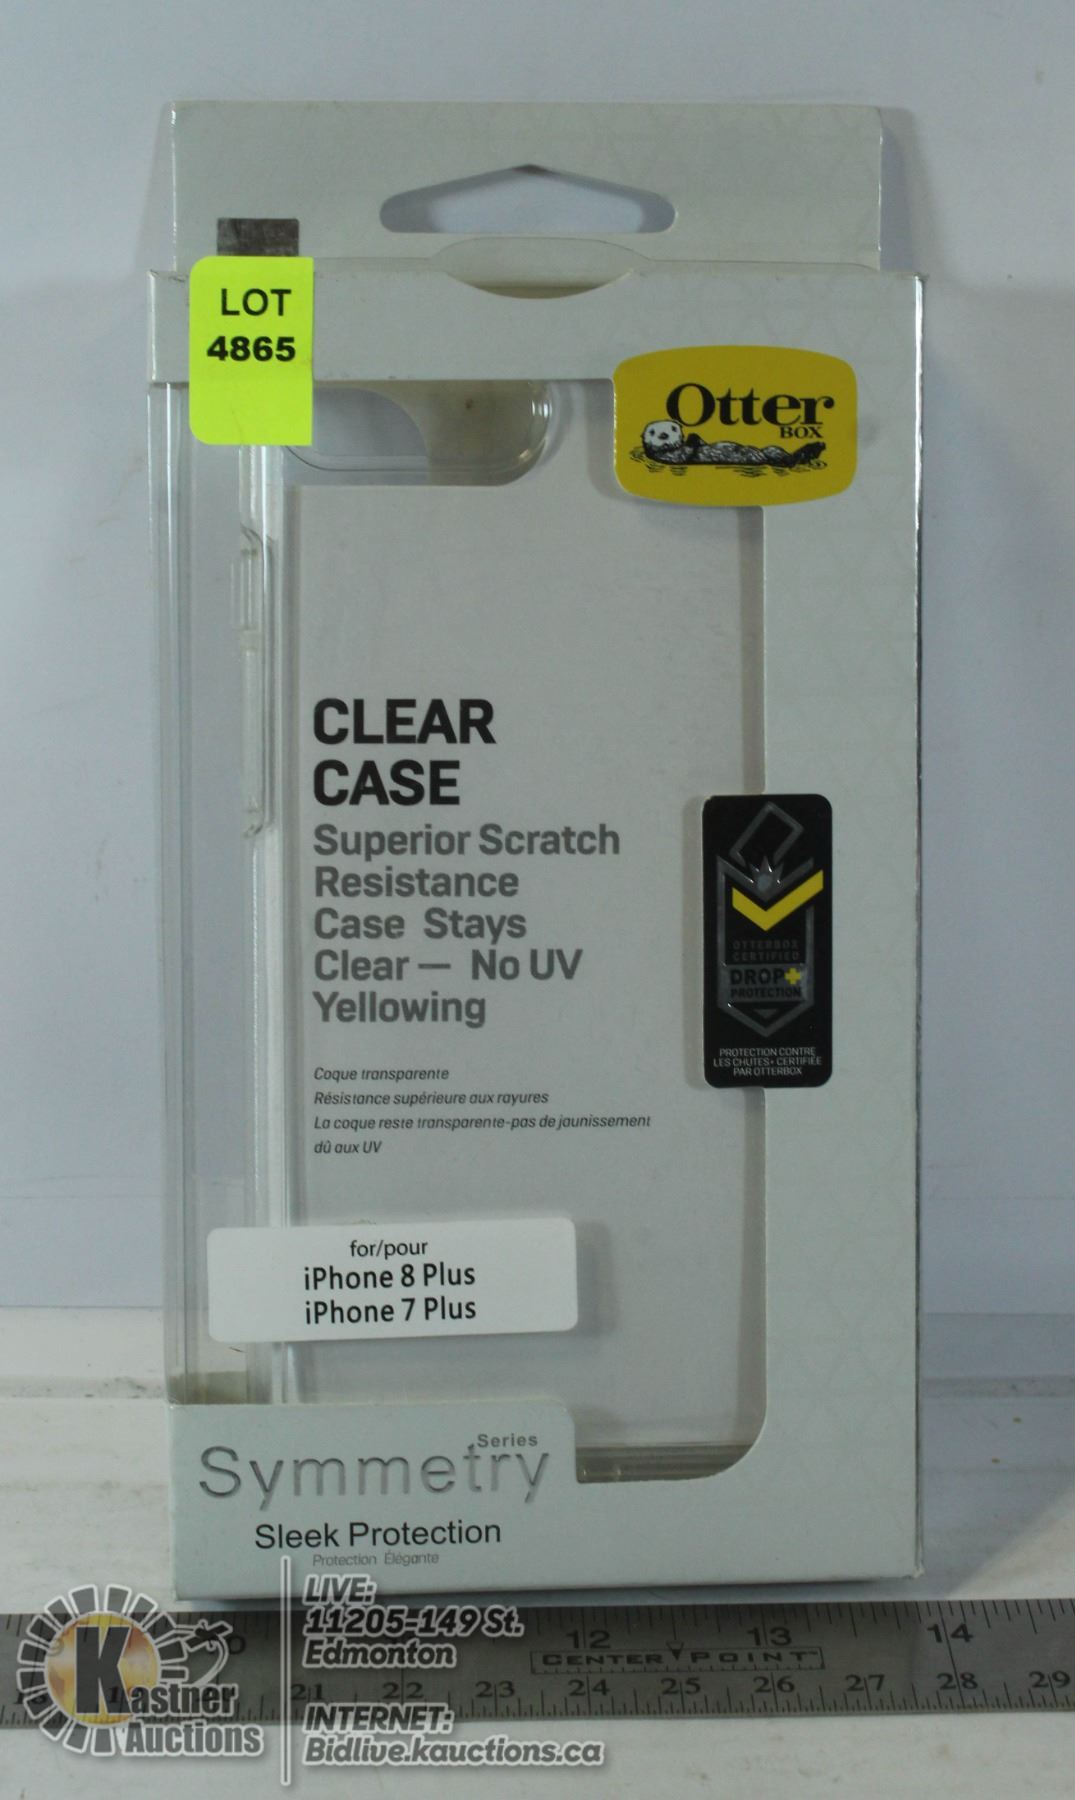 LOT
4865
Otter
BOX
CLEAR
CASE
Superior Scratch
Resistance
Case Stays
Clear — No UV
Yellowing
Coque transparente
Résistance supérieure aux rayures
La coque reste transparente-pas de jaunissement
dû aux UV
OTTERBOX
CERTIFIED
DROP+
PROTECTION
PROTECTION CONTRE
LES CHUTES+ CERTIFIÉE
PAR OTTERBOX
for/pour
iPhone 8 Plus
iPhone 7 Plus
Symmetry Series
Sleek Protection
Protection Élégante
LIVE:
11205-149 St.
Edmonton
INTERNET:
Bidlive.kauctions.ca
Kastner
Auctions
12 13 14
CENTER POINT
21 22 23 24 25 26 27 28 29